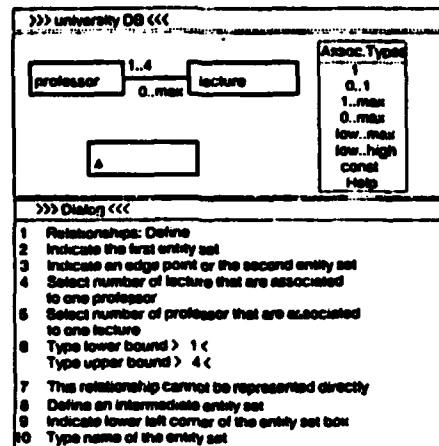 >>> university DB <<<
Assoc.Types
1
0..1
1..max
0..max
low..max
low..high
const
Help
professor
1..4
0..max
lecture
>>> Dialog <<<
1 Relationships: Define
2 Indicate the first entity set
3 Indicate an edge point or the second entity set
4 Select number of lecture that are associated
to one professor
5 Select number of professor that are associated
to one lecture
6 Type lower bound > 1 <
Type upper bound > 4 <
7 This relationship cannot be represented directly
8 Define an intermediate entity set
9 Indicate lower left corner of the entity set box
10 Type name of the entity set